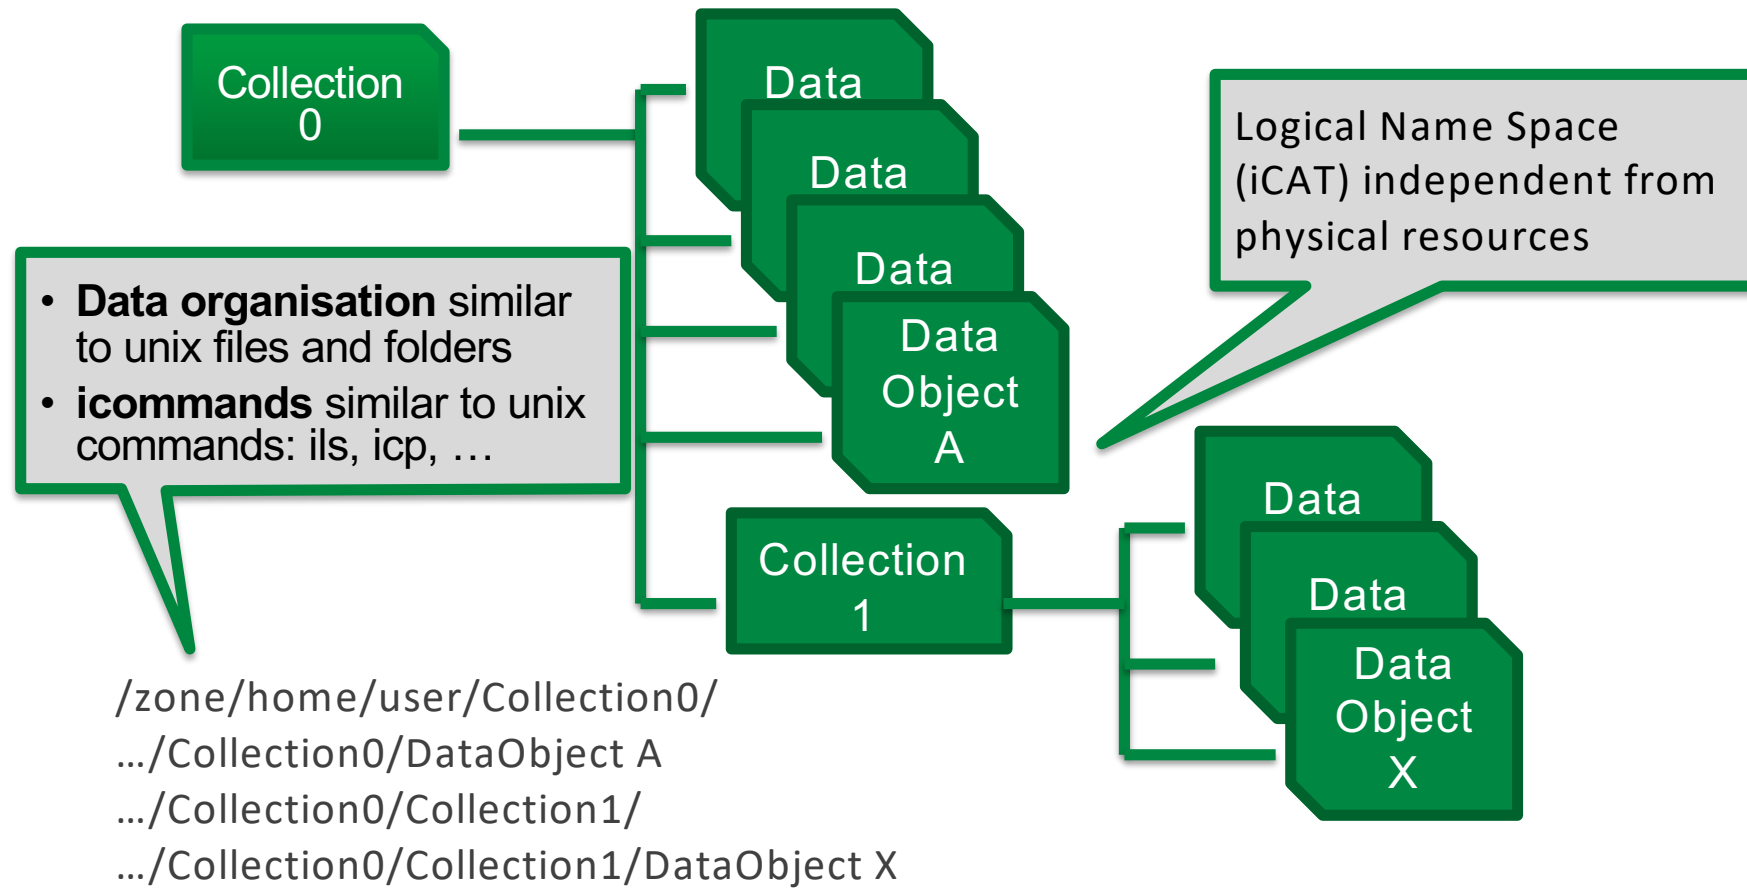 Collection
0
Data
Data
Data
Data
Object
A
Logical Name Space
(iCAT) independent from
physical resources
• Data organisation similar
to unix files and folders
• icommands similar to unix
commands: ils, icp, …
Collection
1
Data
Data
Data
Object
X
/zone/home/user/Collection0/
…/Collection0/DataObject A
…/Collection0/Collection1/
…/Collection0/Collection1/DataObject X